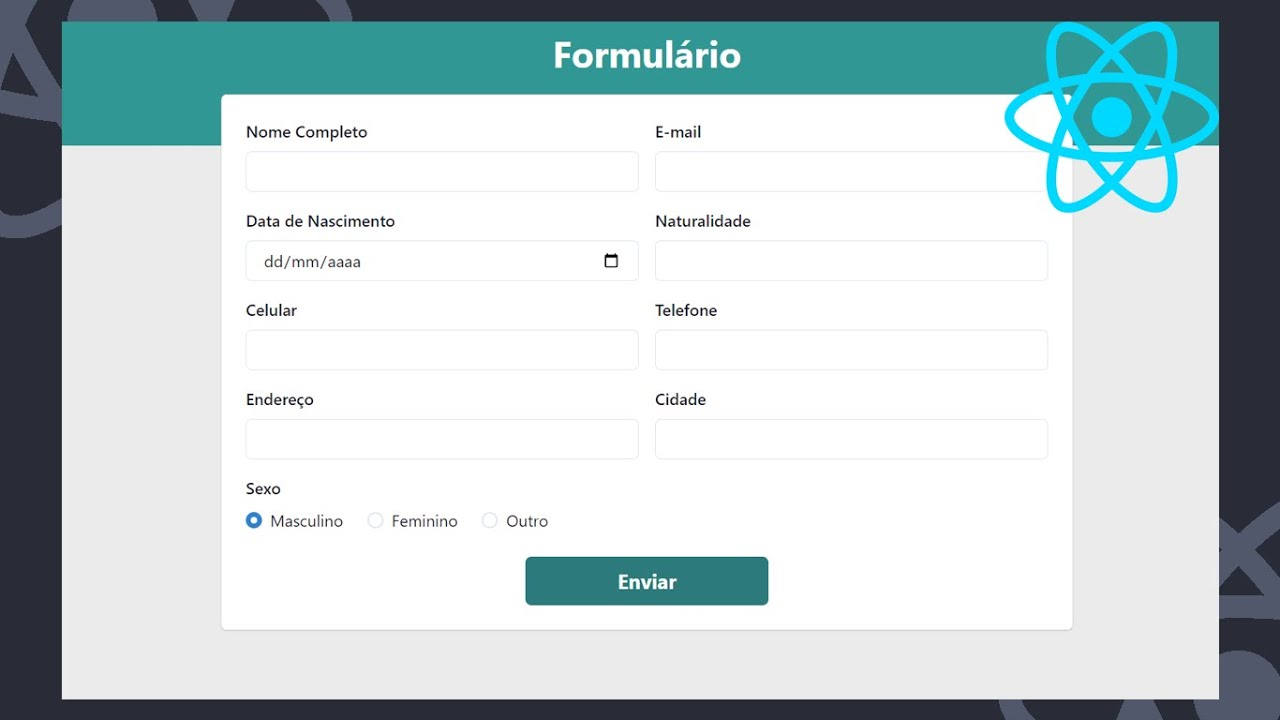 Formulário
Nome Completo
E-mail
Data de Nascimento
Naturalidade
dd/mm/aaaa
Celular
Telefone
Endereço
Cidade
Sexo
Masculino
Feminino
Outro
Enviar